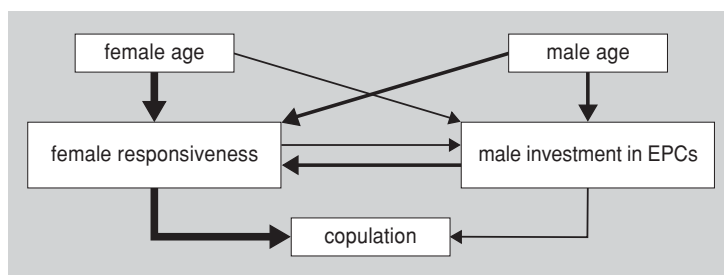 female age
male age
female responsiveness
male investment in EPCs
copulation